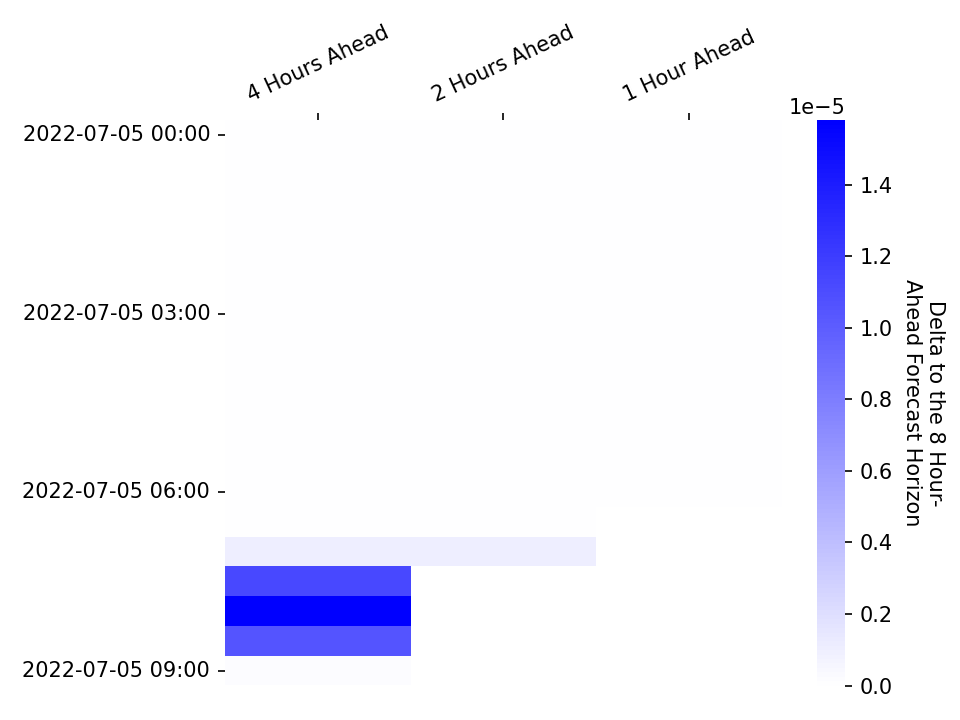 4 Hours Ahead
2 Hours Ahead
1 Hour Ahead
1e−5
2022-07-05 00:00
2022-07-05 03:00
2022-07-05 06:00
2022-07-05 09:00
1.4
1.2
1.0
0.8
0.6
0.4
0.2
0.0
Delta to the 8 Hour-
Ahead Forecast Horizon